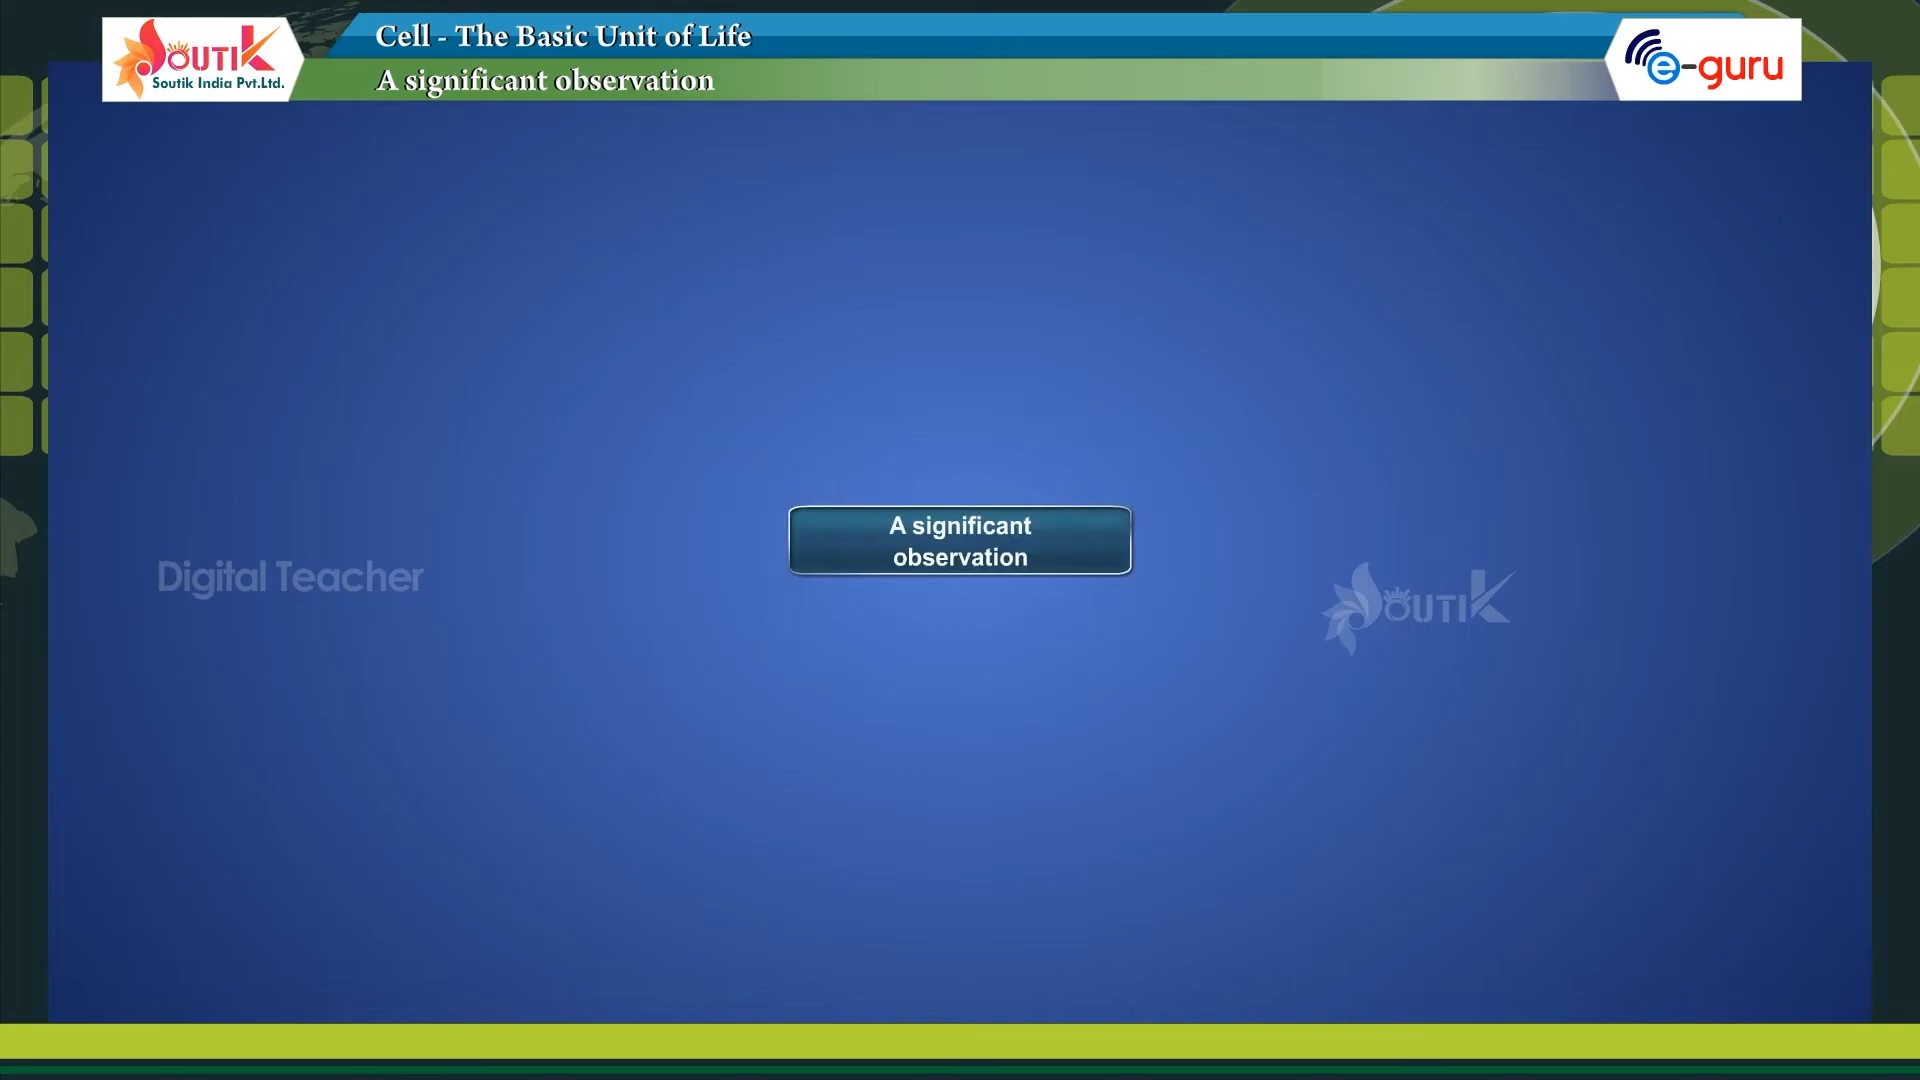 SOUTIK
Soutik India Pvt.Ltd.
Cell - The Basic Unit of Life
A significant observation
e-guru
A significant
observation
Digital Teacher
SOUTIK